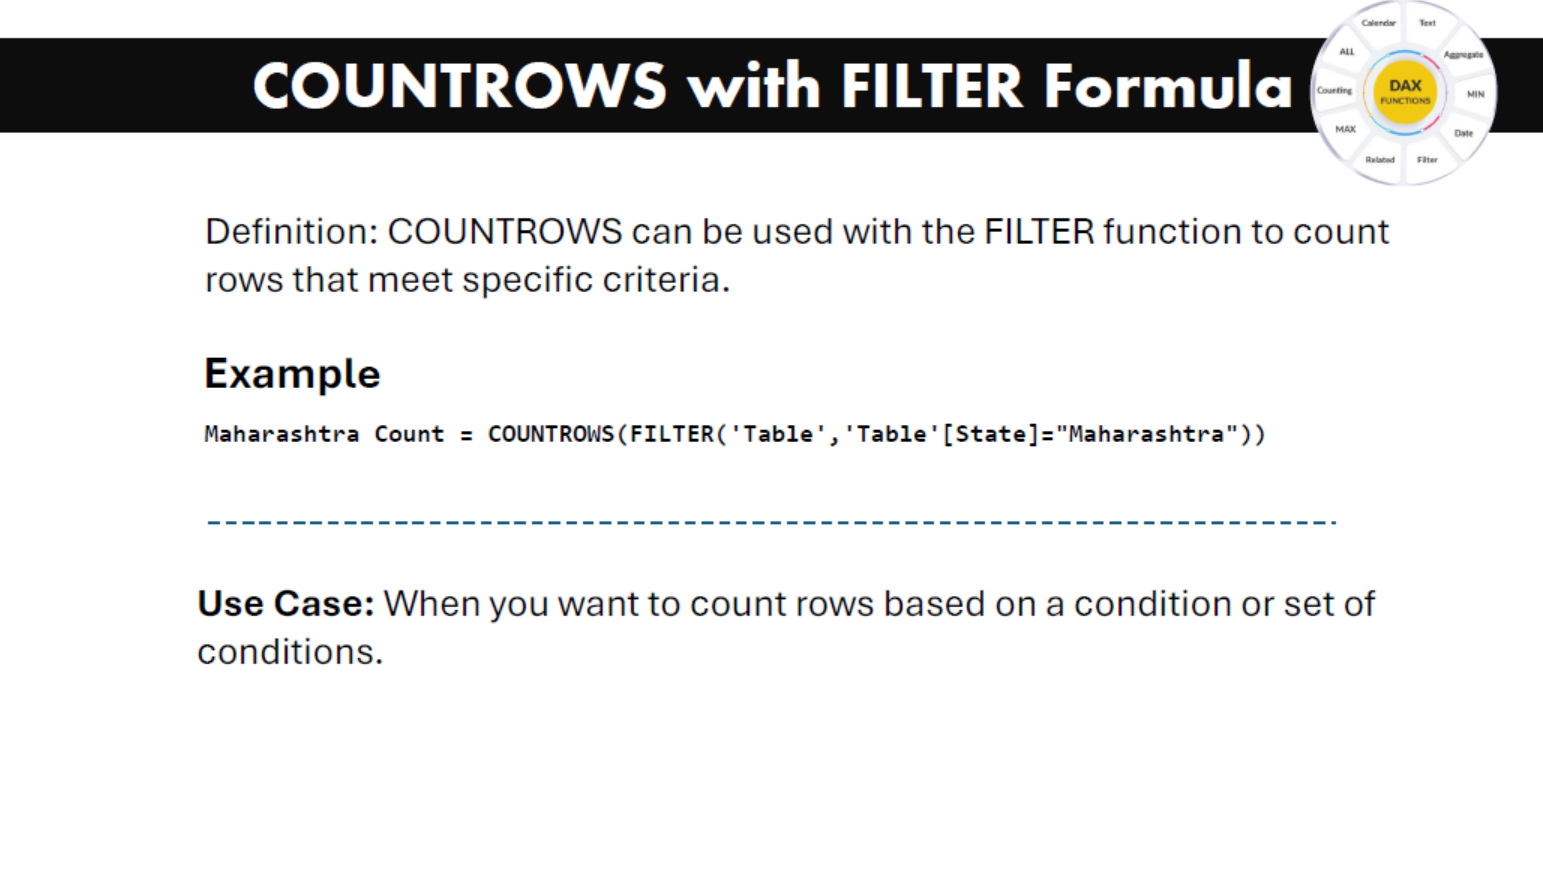 COUNTROWS with FILTER Formula
Calendar
Text
ALL
Aggregate
Counting
DAX
FUNCTIONS
MIN
MAX
Date
Related
Filter
Definition: COUNTROWS can be used with the FILTER function to count
rows that meet specific criteria.
Example
Maharashtra Count = COUNTROWS(FILTER('Table','Table'[State]="Maharashtra"))
Use Case: When you want to count rows based on a condition or set of
conditions.